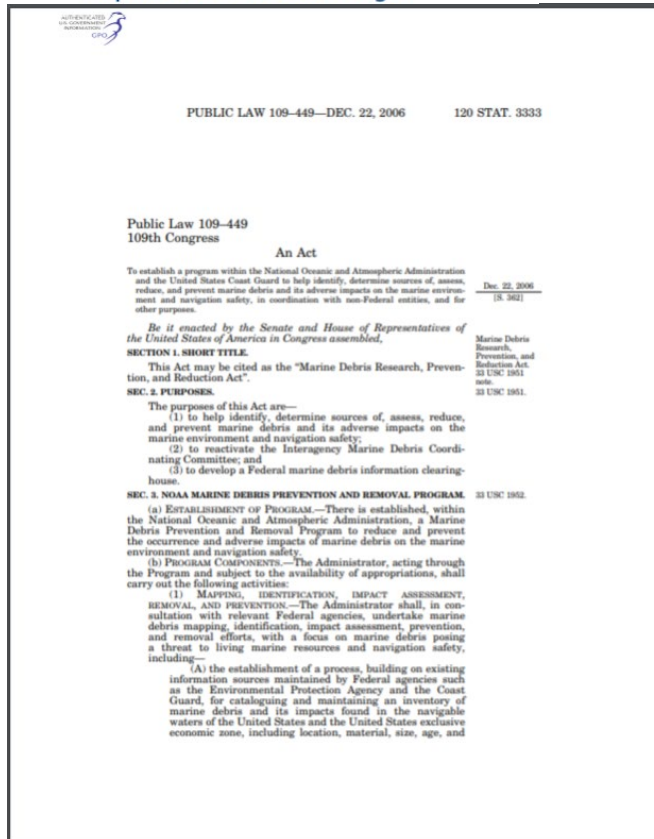 AUTHENTICATED
U.S. GOVERNMENT
INFORMATION
GPO
PUBLIC LAW 109–449—DEC. 22, 2006 120 STAT. 3333
Public Law 109–449
109th Congress
An Act
To establish a program within the National Oceanic and Atmospheric Administration
and the United States Coast Guard to help identify, determine sources of, assess,
reduce, and prevent marine debris and its adverse impacts on the marine environ-
ment and navigation safety, in coordination with non-Federal entities, and for
other purposes.
Dec. 22, 2006
[S. 362]
Be it enacted by the Senate and House of Representatives of
the United States of America in Congress assembled,
Marine Debris
Research,
Prevention, and
Reduction Act.
33 USC 1951
note.
SECTION 1. SHORT TITLE.
This Act may be cited as the “Marine Debris Research, Preven-
tion, and Reduction Act”.
SEC. 2. PURPOSES.
33 USC 1951.
The purposes of this Act are—
(1) to help identify, determine sources of, assess, reduce,
and prevent marine debris and its adverse impacts on the
marine environment and navigation safety;
(2) to reactivate the Interagency Marine Debris Coordi-
nating Committee; and
(3) to develop a Federal marine debris information clearing-
house.
SEC. 3. NOAA MARINE DEBRIS PREVENTION AND REMOVAL PROGRAM.
33 USC 1952.
(a) ESTABLISHMENT OF PROGRAM.—There is established, within
the National Oceanic and Atmospheric Administration, a Marine
Debris Prevention and Removal Program to reduce and prevent
the occurrence and adverse impacts of marine debris on the marine
environment and navigation safety.
(b) PROGRAM COMPONENTS.—The Administrator, acting through
the Program and subject to the availability of appropriations, shall
carry out the following activities:
(1) MAPPING, IDENTIFICATION, IMPACT ASSESSMENT,
REMOVAL, AND PREVENTION.—The Administrator shall, in con-
sultation with relevant Federal agencies, undertake marine
debris mapping, identification, impact assessment, prevention,
and removal efforts, with a focus on marine debris posing
a threat to living marine resources and navigation safety,
including—
(A) the establishment of a process, building on existing
information sources maintained by Federal agencies such
as the Environmental Protection Agency and the Coast
Guard, for cataloguing and maintaining an inventory of
marine debris and its impacts found in the navigable
waters of the United States and the United States exclusive
economic zone, including location, material, size, age, and